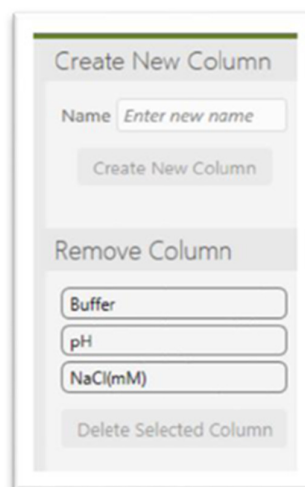 Create New Column
Name Enter new name
Create New Column
Remove Column
Buffer
pH
NaCl(mM)
Delete Selected Column